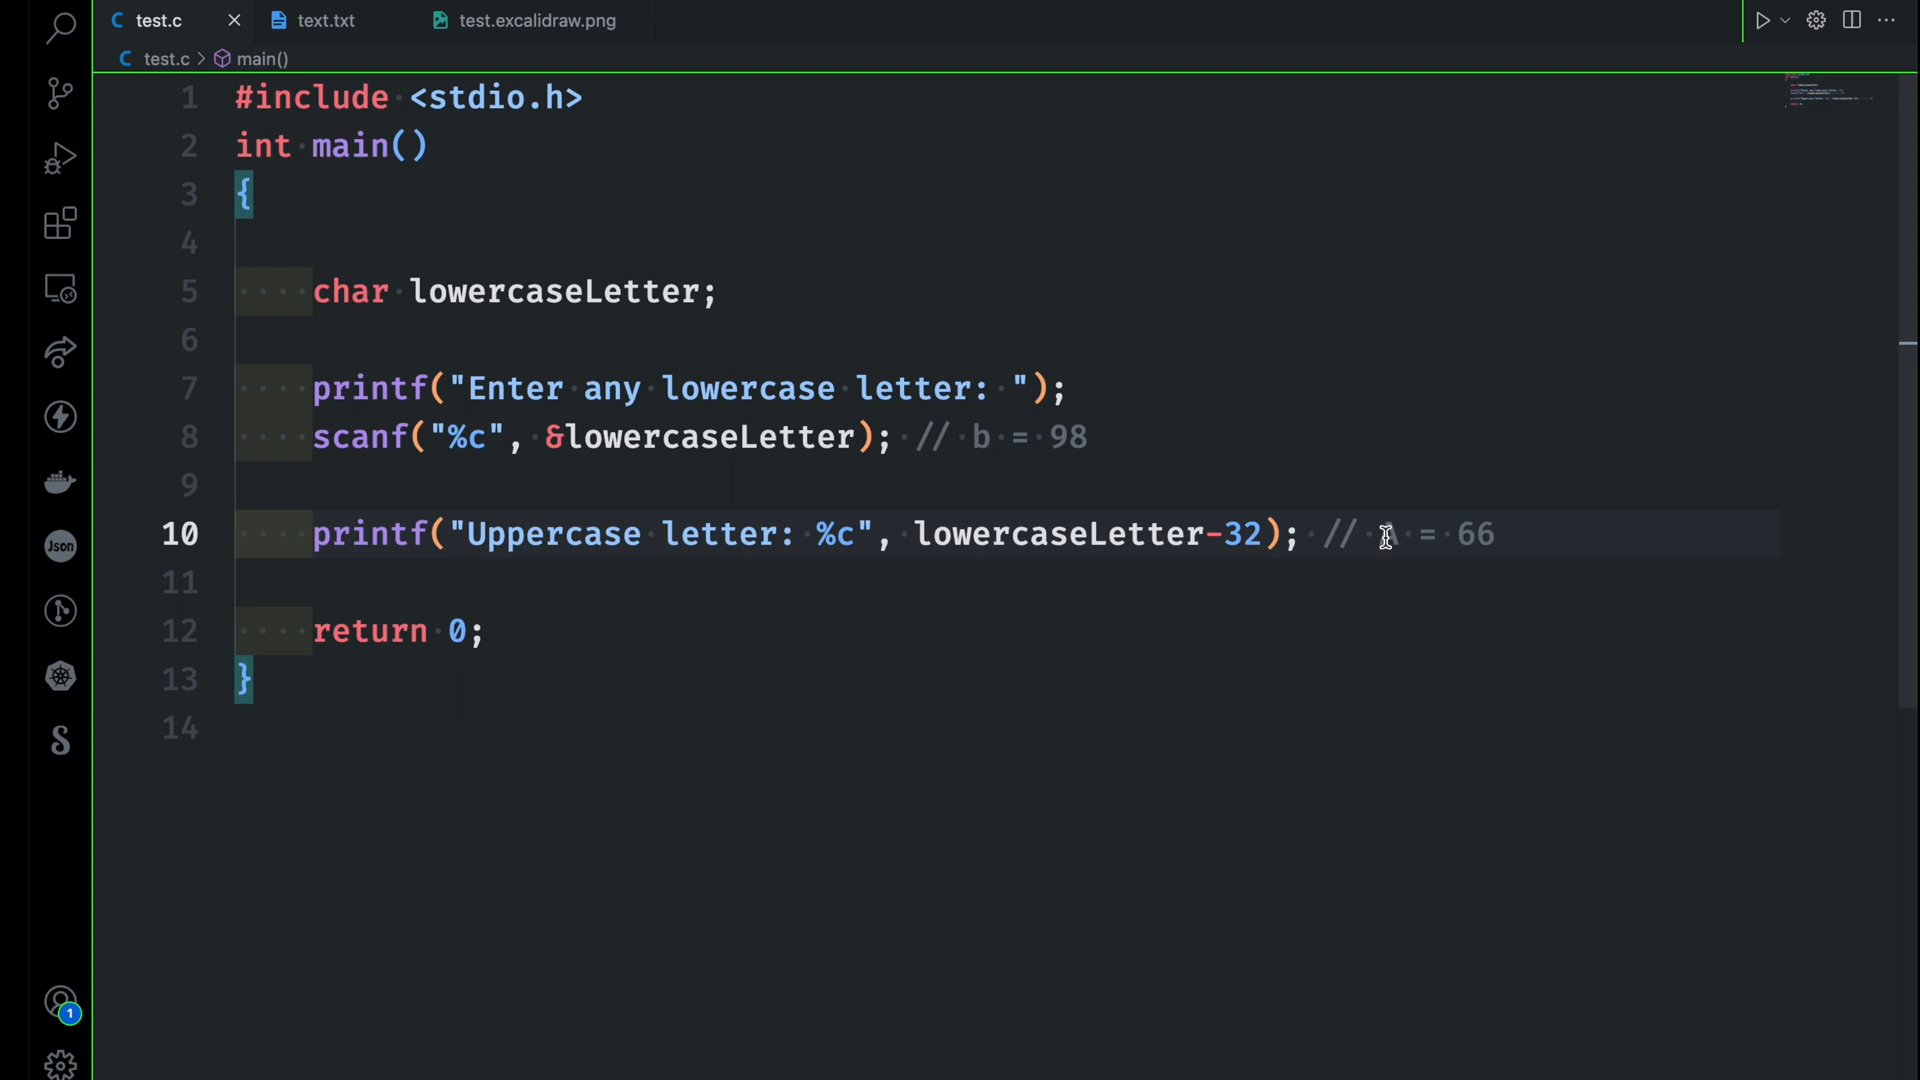 test.c
text.txt
test.excalidraw.png
test.c > main()
1 #include <stdio.h>
2 int main()
3 {
4
5 char lowercaseLetter;
6
7 printf("Enter any lowercase letter: ");
8 scanf("%c", &lowercaseLetter); // b = 98
9
10 printf("Uppercase letter: %c", lowercaseLetter-32); // A = 66
11
12 return 0;
13 }
14
Json
1